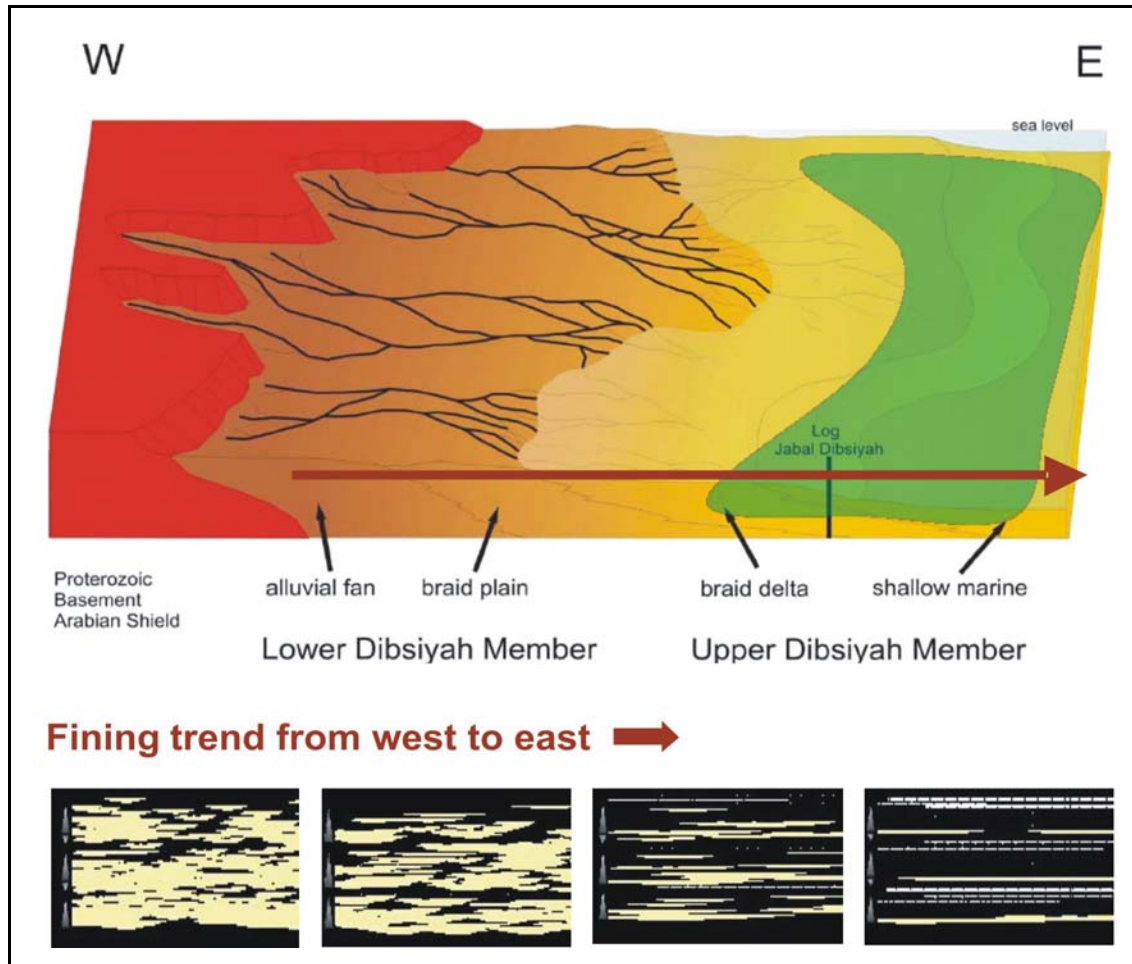 W
E
sea level
Log
Jabal Dibsiyah
Proterozoic
Basement
Arabian Shield
alluvial fan
braid plain
braid delta
shallow marine
Lower Dibsiyah Member
Upper Dibsiyah Member
Fining trend from west to east